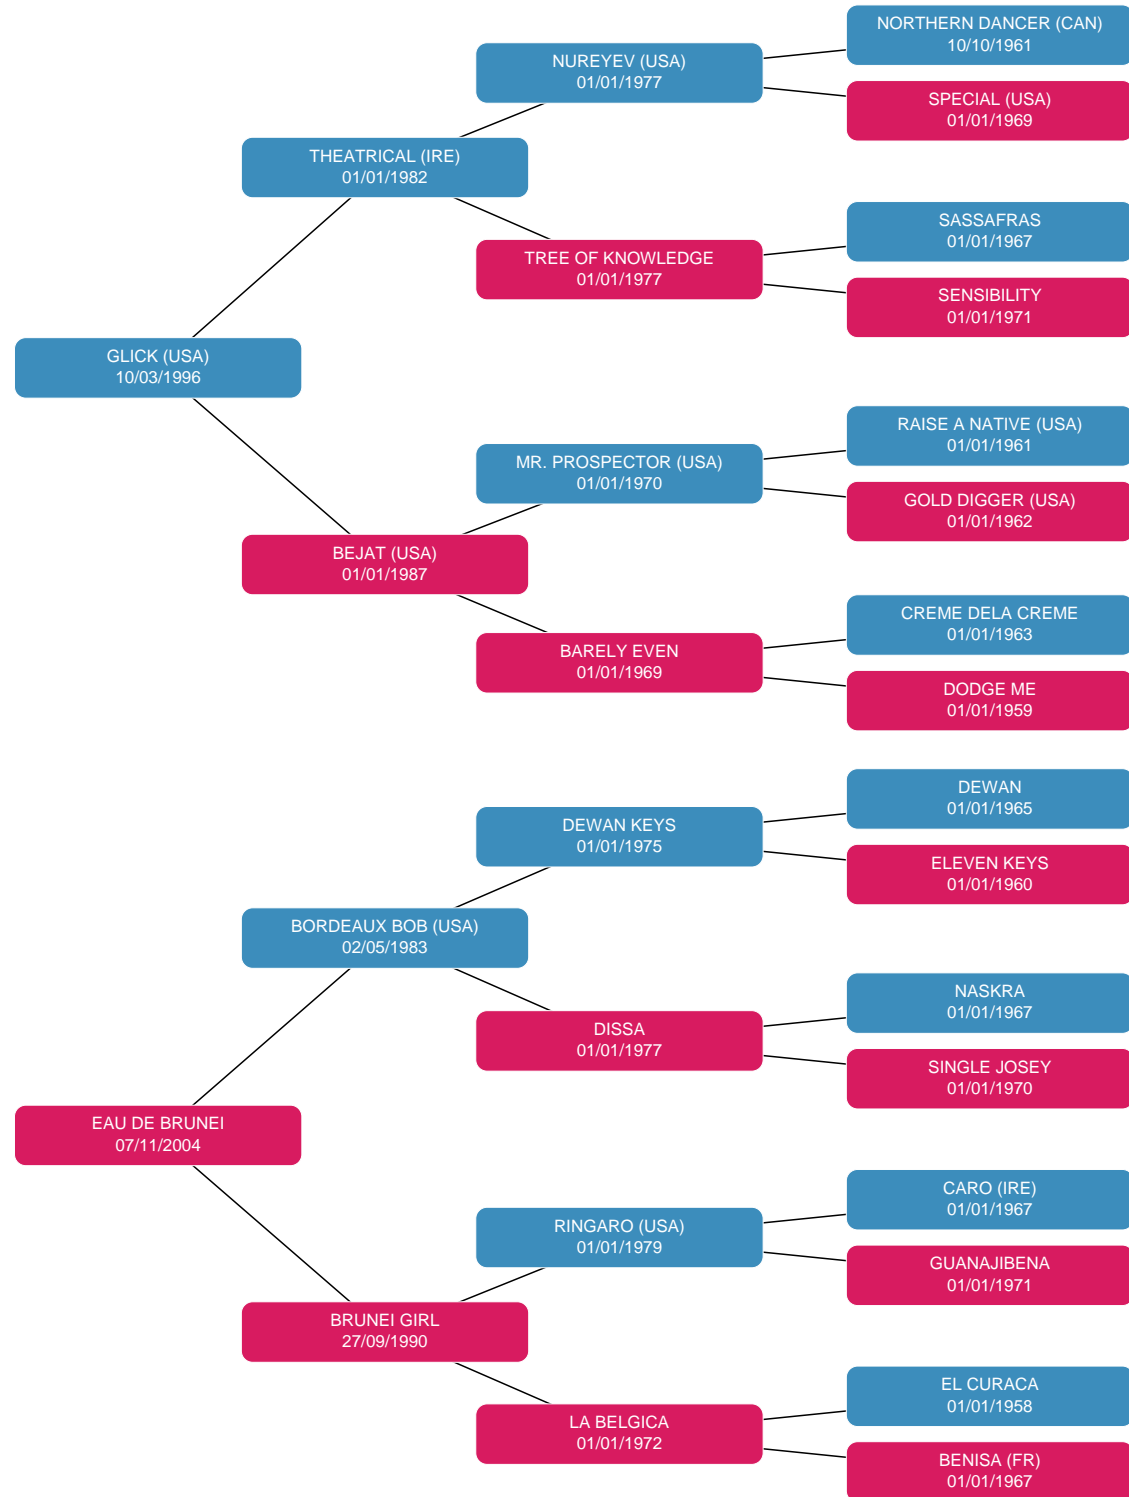 NORTHERN DANCER (CAN)
10/10/1961
NUREYEV (USA)
01/01/1977
SPECIAL (USA)
01/01/1969
THEATRICAL (IRE)
01/01/1982
SASSAFRAS
01/01/1967
TREE OF KNOWLEDGE
01/01/1977
SENSIBILITY
01/01/1971
GLICK (USA)
10/03/1996
RAISE A NATIVE (USA)
01/01/1961
MR. PROSPECTOR (USA)
01/01/1970
GOLD DIGGER (USA)
01/01/1962
BEJAT (USA)
01/01/1987
CREME DELA CREME
01/01/1963
BARELY EVEN
01/01/1969
DODGE ME
01/01/1959
DEWAN
01/01/1965
DEWAN KEYS
01/01/1975
ELEVEN KEYS
01/01/1960
BORDEAUX BOB (USA)
02/05/1983
NASKRA
01/01/1967
DISSA
01/01/1977
SINGLE JOSEY
01/01/1970
EAU DE BRUNEI
07/11/2004
CARO (IRE)
01/01/1967
RINGARO (USA)
01/01/1979
GUANAJIBENA
01/01/1971
BRUNEI GIRL
27/09/1990
EL CURACA
01/01/1958
LA BELGICA
01/01/1972
BENISA (FR)
01/01/1967